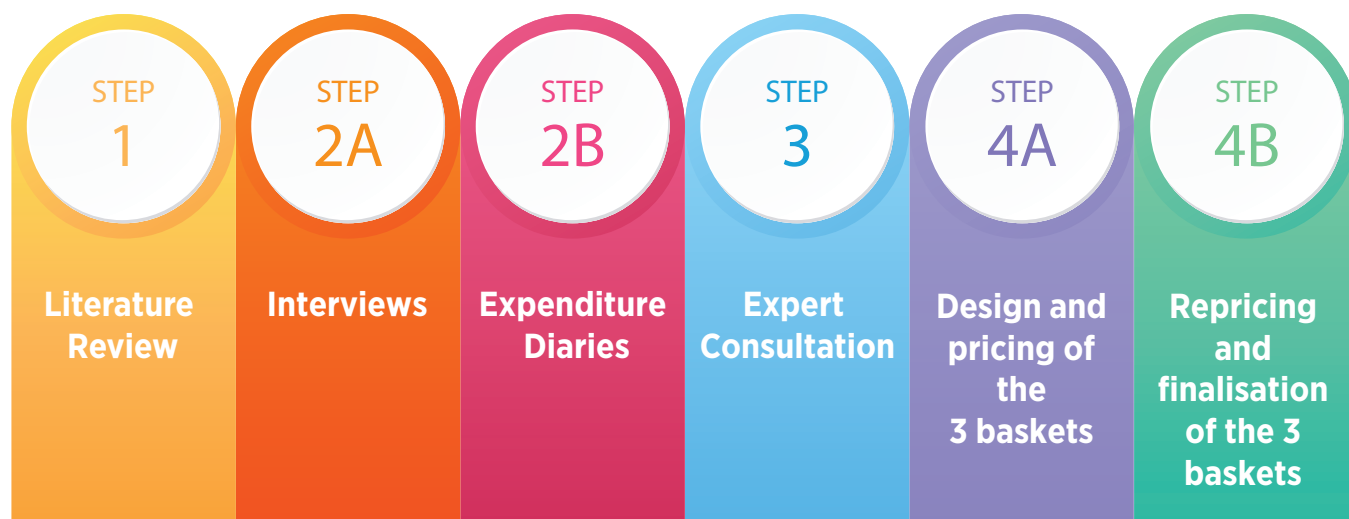 STEP
1
Literature
Review
STEP
2A
Interviews
STEP
2B
Expenditure
Diaries
STEP
3
Expert
Consultation
STEP
4A
Design and
pricing of
the
3 baskets
STEP
4B
Repricing
and
finalisation
of the 3
baskets